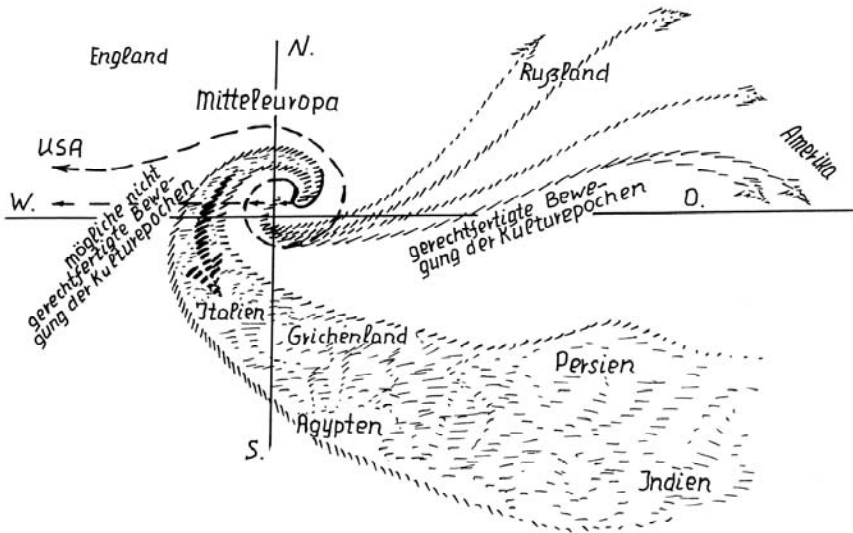 England
N.
Mitteleuropa
Rußland
Amerika
USA
W.
O.
mögliche nicht
gerechtfertigte Bewe-
gung der Kulturepochen
gerechtfertigte Bewe-
gung der Kulturepochen
Italien
Grichenland
Persien
Ägypten
S.
Indien